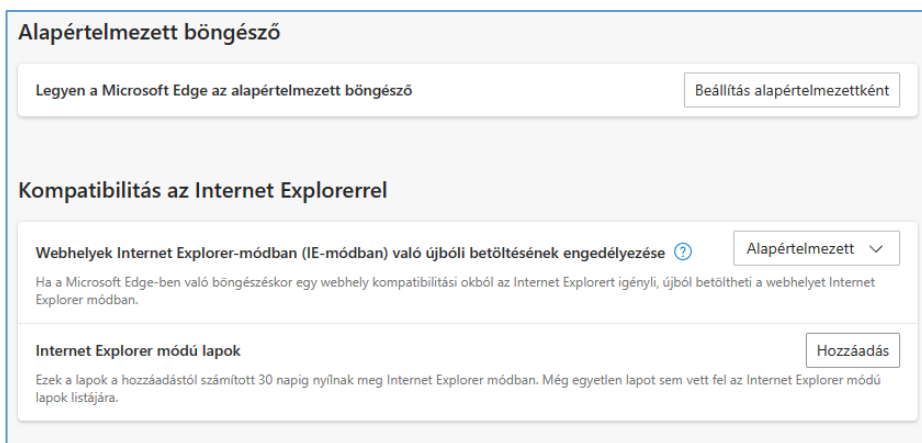 Alapértelmezett böngésző
Legyen a Microsoft Edge az alapértelmezett böngésző
Beállítás alapértelmezettként
Kompatibilitás az Internet Explorerrel
Webhelyek Internet Explorer-módban (IE-módban) való újbóli betöltésének engedélyezése ?
Alapértelmezett
Ha a Microsoft Edge-ben való böngészéskor egy webhely kompatibilitási okból az Internet Explorert igényli, újból betöltheti a webhelyet Internet
Explorer módban.
Internet Explorer módú lapok
Hozzáadás
Ezek a lapok a hozzáadástól számított 30 napig nyílnak meg Internet Explorer módban. Még egyetlen lapot sem vett fel az Internet Explorer módú
lapok listájára.